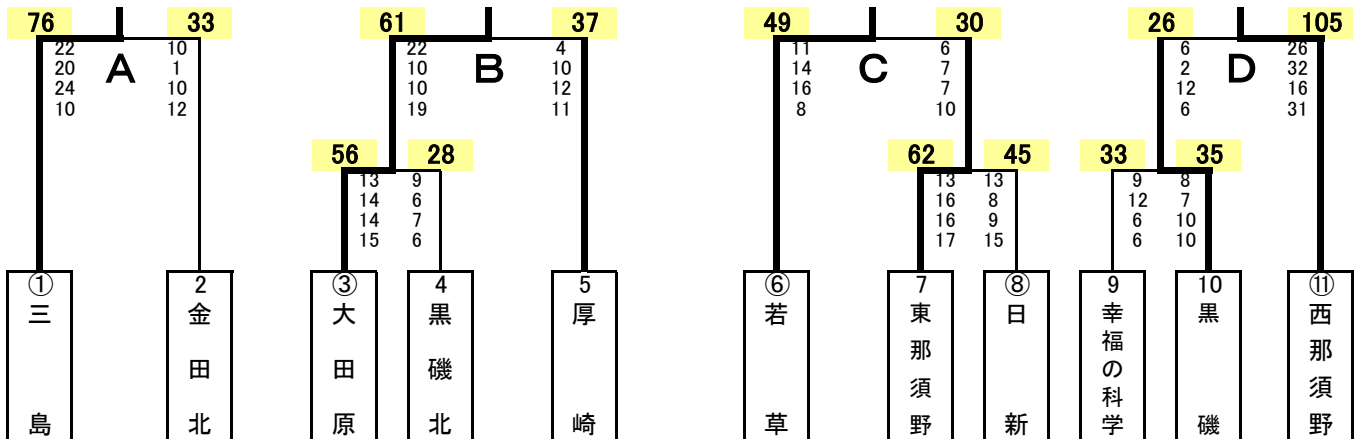 76 33 61 37 49 30 26 105
22 10 22 4 11 6 6 26
20 1 10 10 14 7 2 32
24 10 10 12 16 7 12 16
10 12 19 11 8 10 6 31
A B C D
56 28 62 45 33 35
13 9 13 13 9 8
14 6 16 8 12 7
14 7 16 9 6 10
15 6 17 15 6 10
① 2 ③ 4 5 ⑥ 7 ⑧ 9 10 ⑪
三島
金田北
大田原
黒磯北
厚崎
若草
東那須野
日新
幸福の科学
黒磯
西那須野